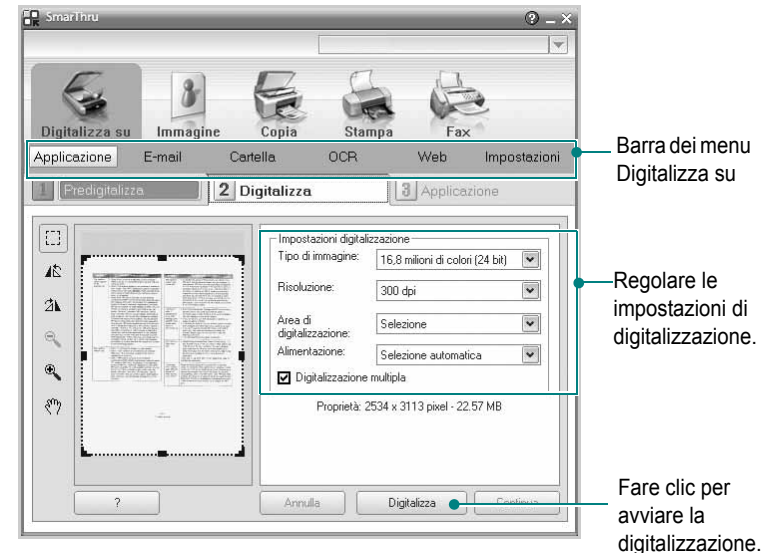 SmarThru
Digitalizza su Immagine Copia Stampa Fax
Applicazione E-mail Cartella OCR Web Impostazioni
1 Predigitalizza 2 Digitalizza 3 Applicazione
Impostazioni digitalizzazione
Tipo di immagine: 16,8 milioni di colori (24 bit)
Risoluzione: 300 dpi
Area di
digitalizzazione: Selezione
Alimentazione: Selezione automatica
Digitalizzazione multipla
Proprietà: 2534 x 3113 pixel - 22.57 MB
? Annulla Digitalizza Continua
Barra dei menu
Digitalizza su
Regolare le
impostazioni di
digitalizzazione.
Fare clic per
avviare la
digitalizzazione.